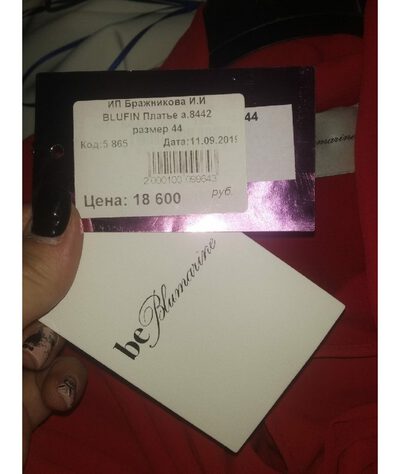 ИП Бражникова И.И
BLUFIN Платье а.8442
размер 44
Код:5 865 Дата:11.09.2019
2000100099643
Цена: 18 600 руб.
44
be Blumarine